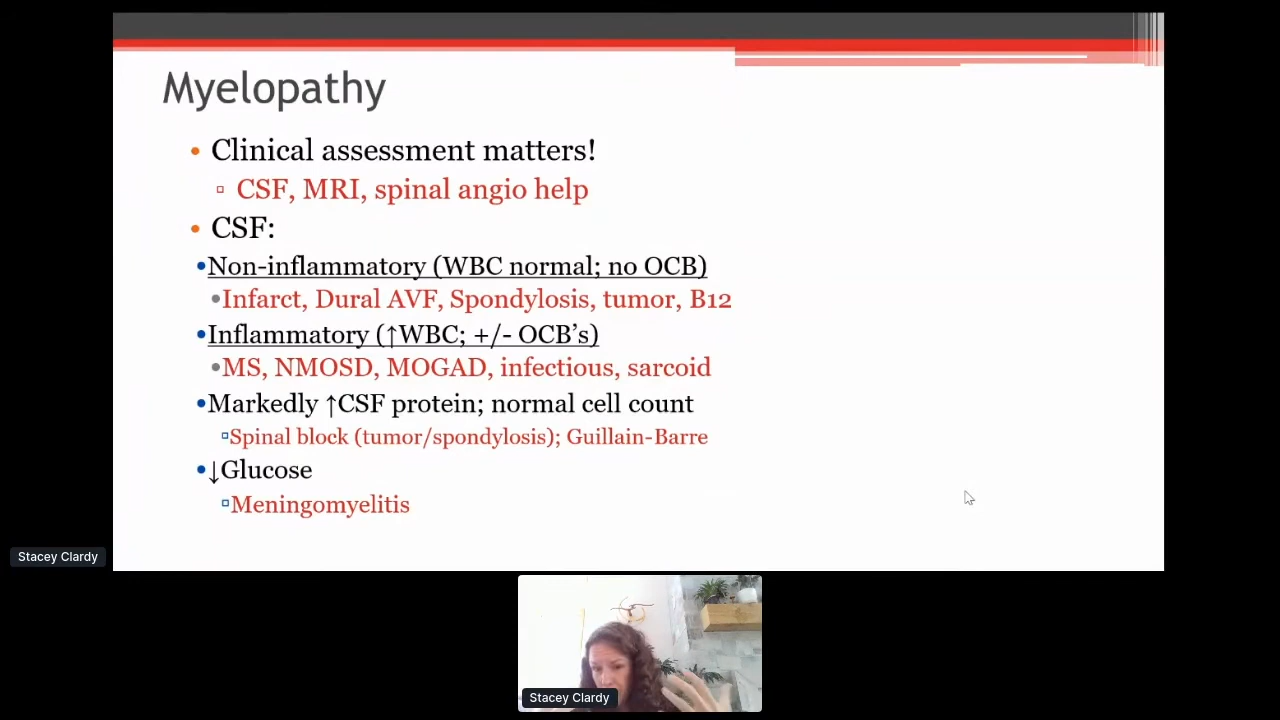 Myelopathy
• Clinical assessment matters!
▫ CSF, MRI, spinal angio help
• CSF:
•Non-inflammatory (WBC normal; no OCB)
•Infarct, Dural AVF, Spondylosis, tumor, B12
•Inflammatory (↑WBC; +/- OCB’s)
•MS, NMOSD, MOGAD, infectious, sarcoid
•Markedly ↑CSF protein; normal cell count
▫Spinal block (tumor/spondylosis); Guillain-Barre
•↓Glucose
▫Meningomyelitis
Stacey Clardy
Stacey Clardy